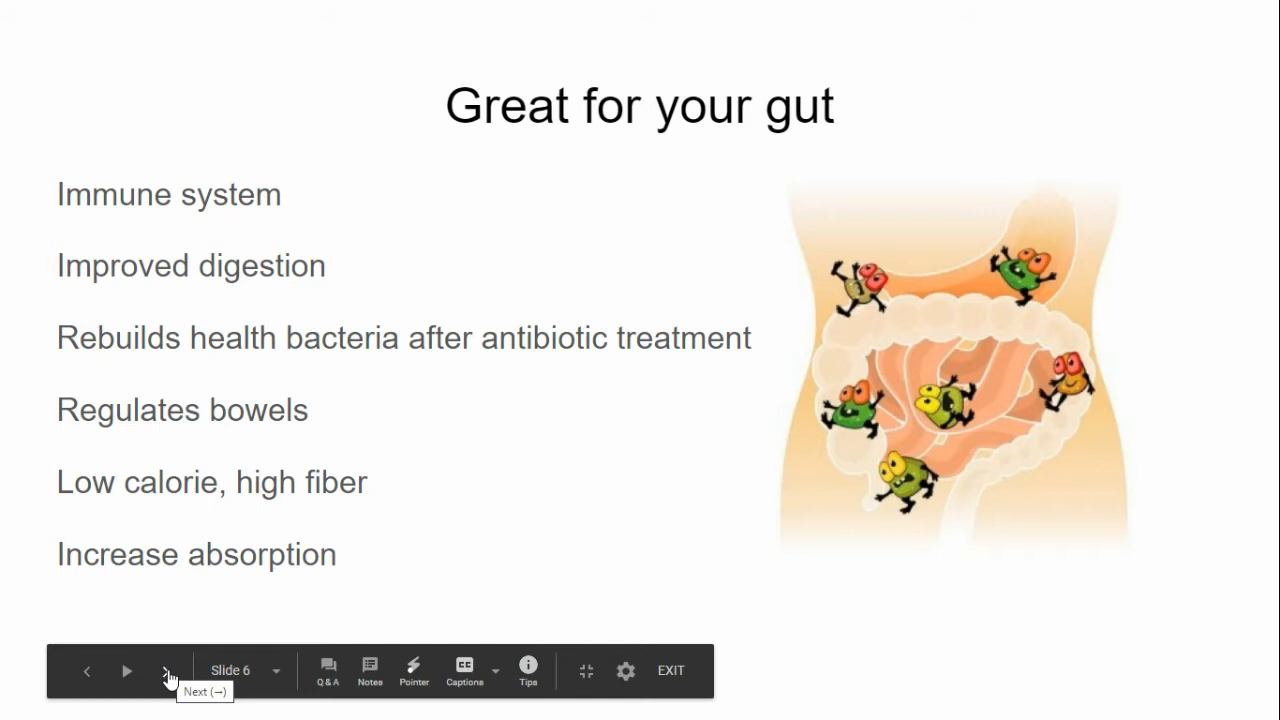 Great for your gut
Immune system
Improved digestion
Rebuilds health bacteria after antibiotic treatment
Regulates bowels
Low calorie, high fiber
Increase absorption
Slide 6
Q & A
Notes
Pointer
CC
Captions
Tips
EXIT
Next (→)